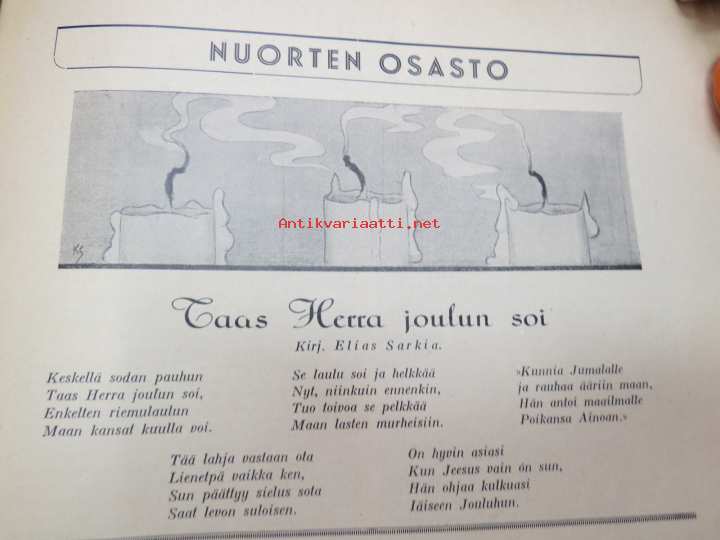 NUORTEN OSASTO
KS
Antikvariaatti.net
Taas Herra joulun soi
Kirj. Elias Sarkia.
Keskellä sodan pauhun
Taas Herra joulun soi,
Enkelten riemulaulun
Maan kansat kuulla voi.
Se laulu soi ja helkkää
Nyt, niinkuin ennenkin,
Tuo toivoa se pelkkää
Maan lasten murheisiin.
»Kunnia Jumalalle
ja rauhaa ääriin maan,
Hän antoi maailmalle
Poikansa Ainoan.»
Tää lahja vastaan ota
Lienetpä vaikka ken,
Sun päättyy sielus sota
Saat levon suloisen.
On hyvin asiasi
Kun Jeesus vain on sun,
Hän ohjaa kulkuasi
Iäiseen Jouluhun.